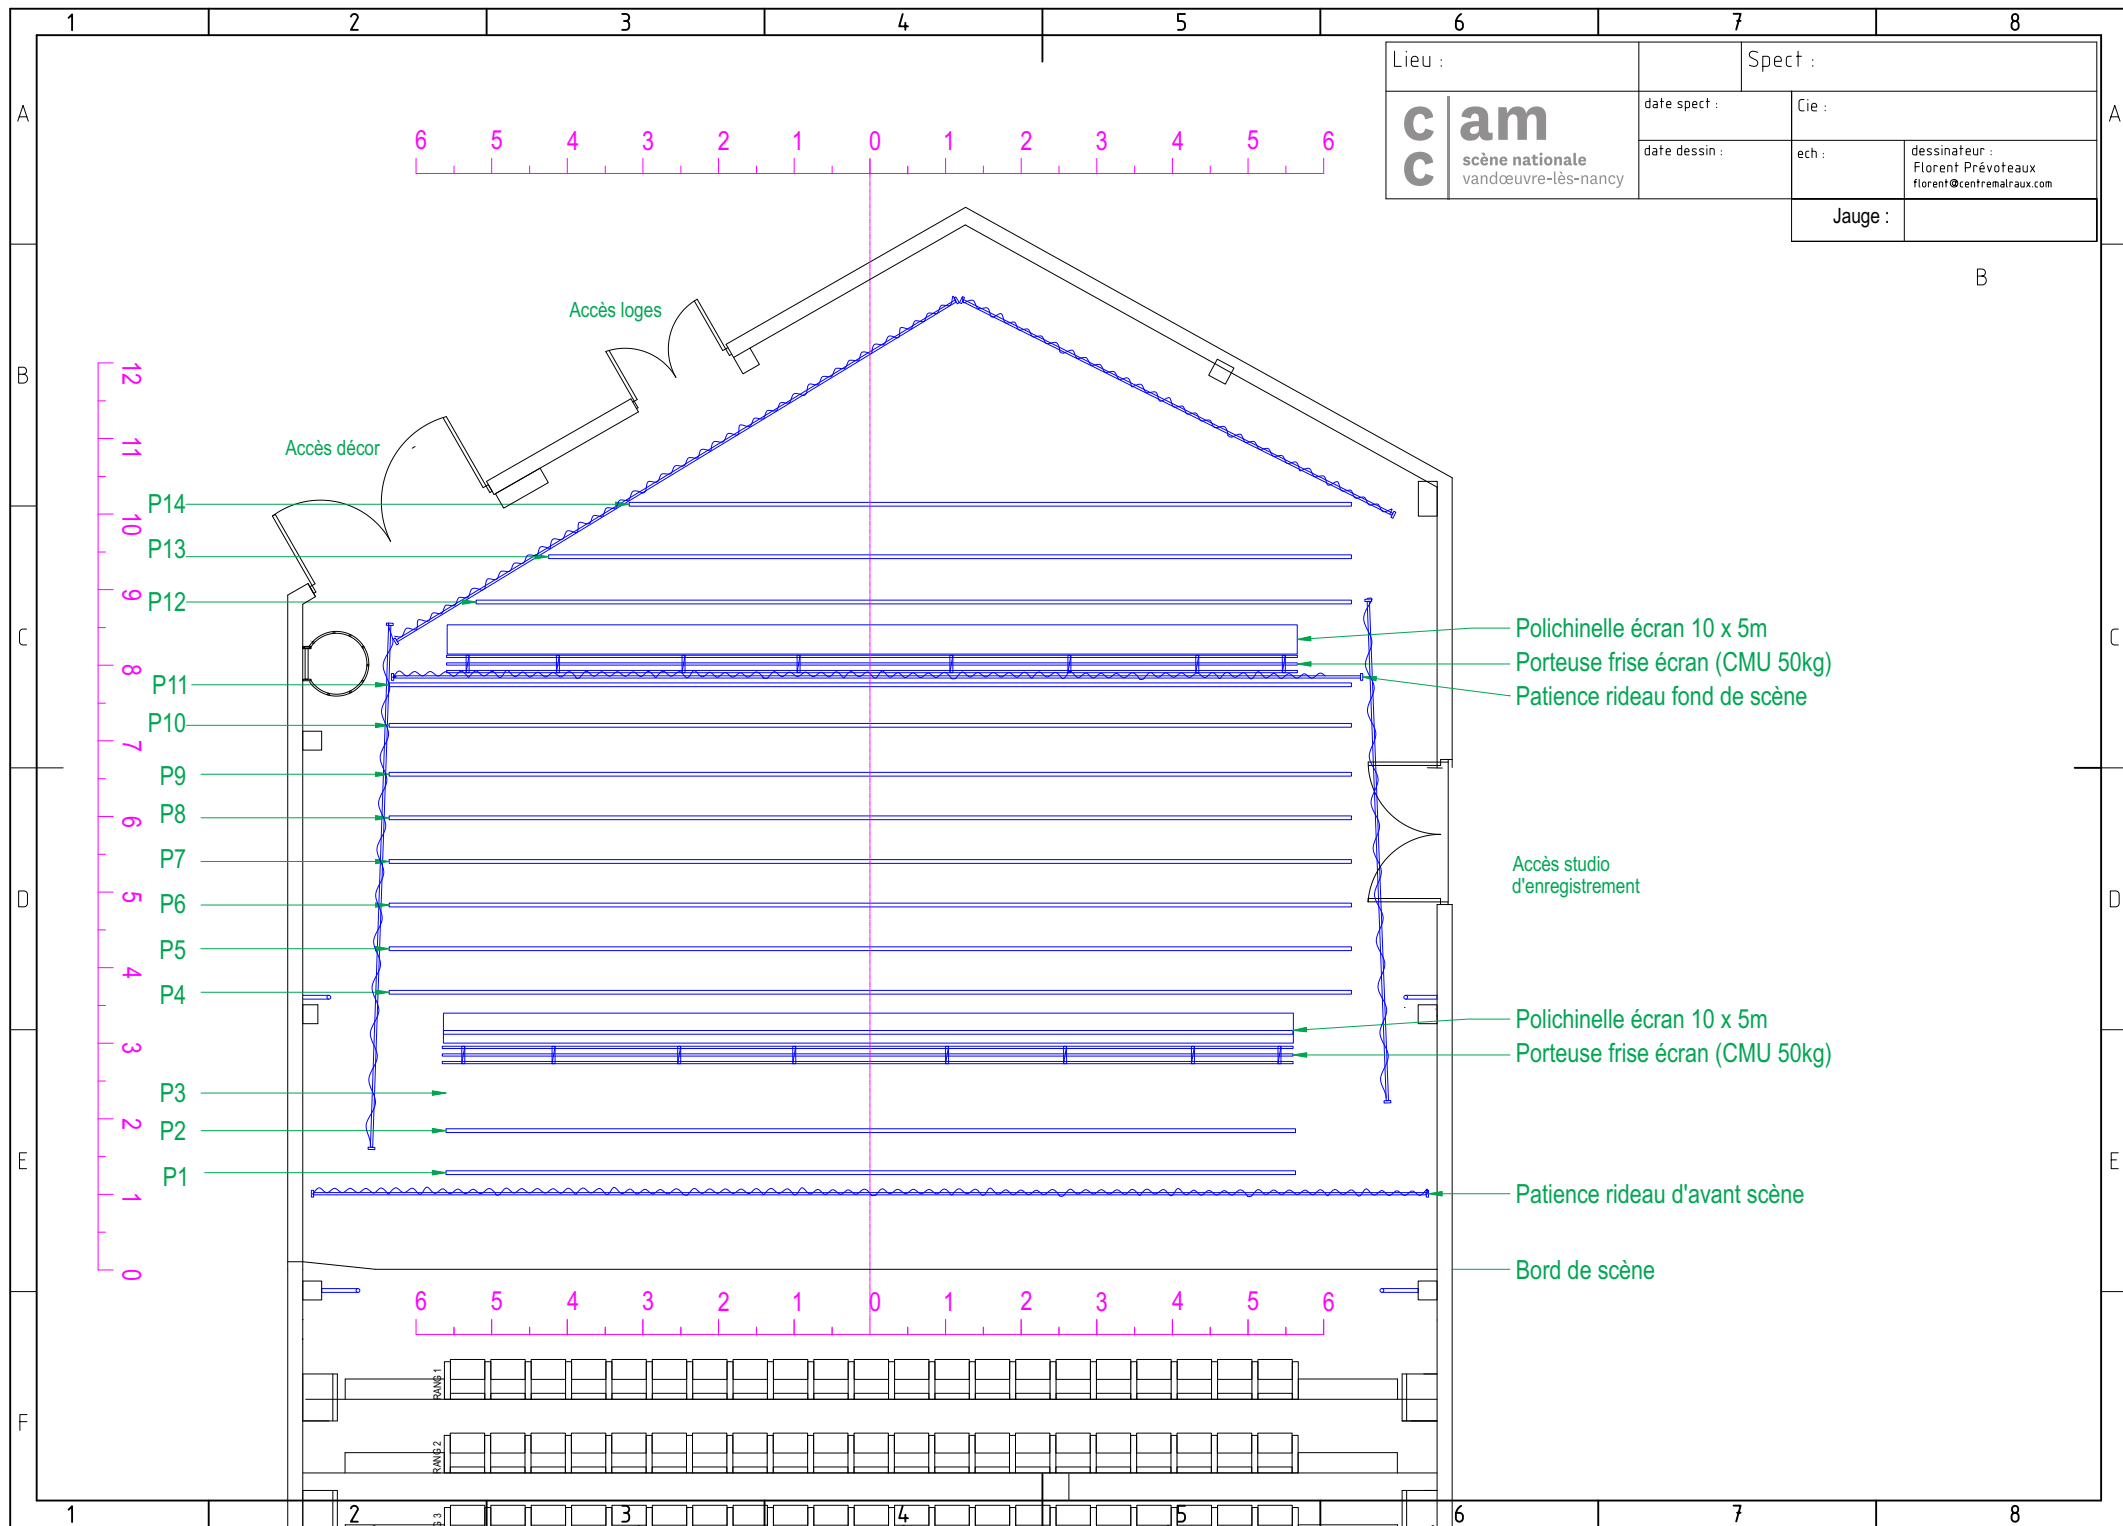 1 2 3 4 5 6 7 8
Lieu :
Spect :
A
A
c am
c
scène nationale
vandœuvre-lès-nancy
date spect :
Cie :
date dessin :
ech :
dessinateur :
Florent Prévoteaux
florent@centremalraux.com
Jauge :
6 5 4 3 2 1 0 1 2 3 4 5 6
B
Accès loges
B
B
12
11
10
9
8
7
6
5
4
3
2
1
0
Accès décor
P14
P13
P12
P11
P10
P9
P8
P7
P6
P5
P4
P3
P2
P1
C
C
Polichinelle écran 10 x 5m
Porteuse frise écran (CMU 50kg)
Patience rideau fond de scène
Accès studio
d'enregistrement
D
D
Polichinelle écran 10 x 5m
Porteuse frise écran (CMU 50kg)
E
E
Patience rideau d'avant scène
Bord de scène
6 5 4 3 2 1 0 1 2 3 4 5 6
RANG 1
F
RANG 2
1 2 3 4 5 6 7 8